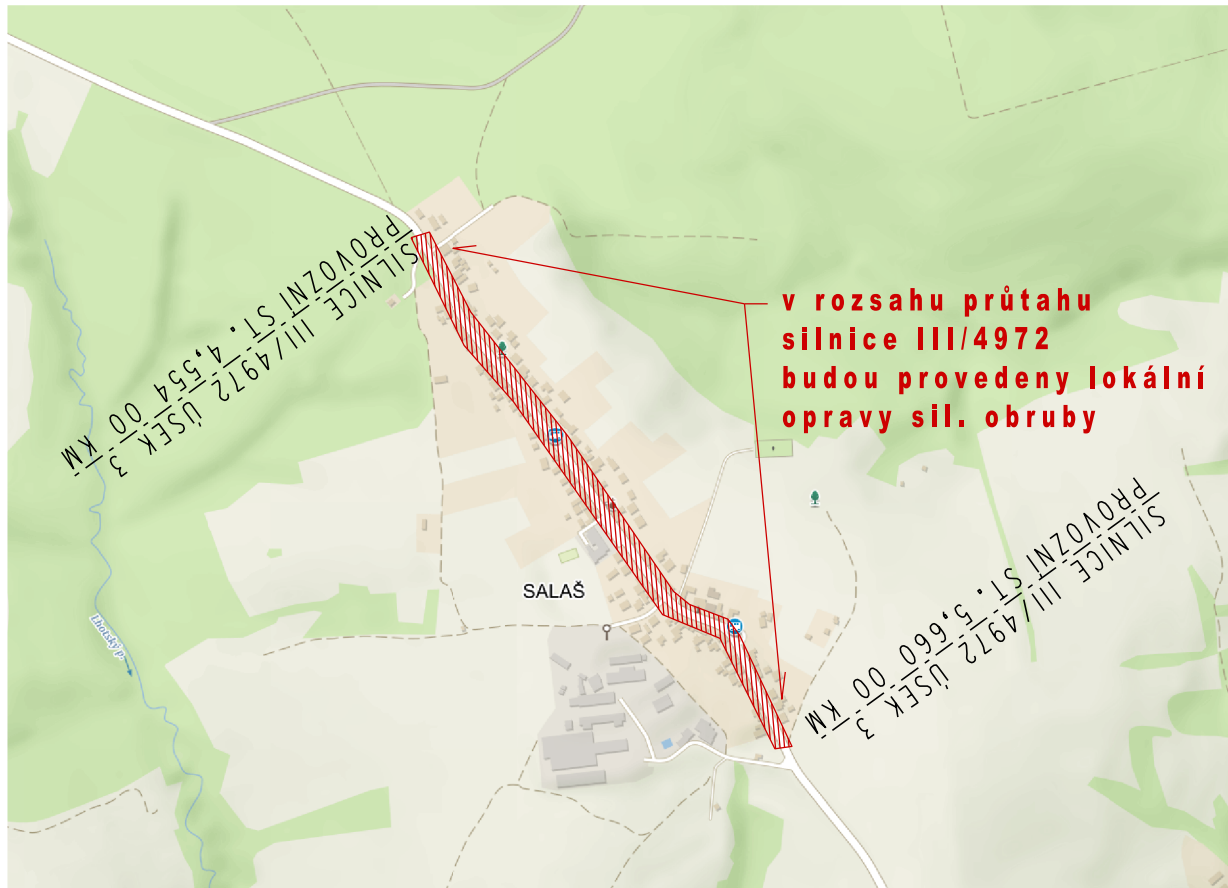 SILNICE III/4972 ÚSEK 3
PROVOZNÍ ST. 4,554 00 KM
v rozsahu průtahu
silnice III/4972
budou provedeny lokální
opravy sil. obruby
SILNICE III/4972 ÚSEK 3
PROVOZNÍ ST. 5,660 00 KM
SALAŠ
Lhotský p.